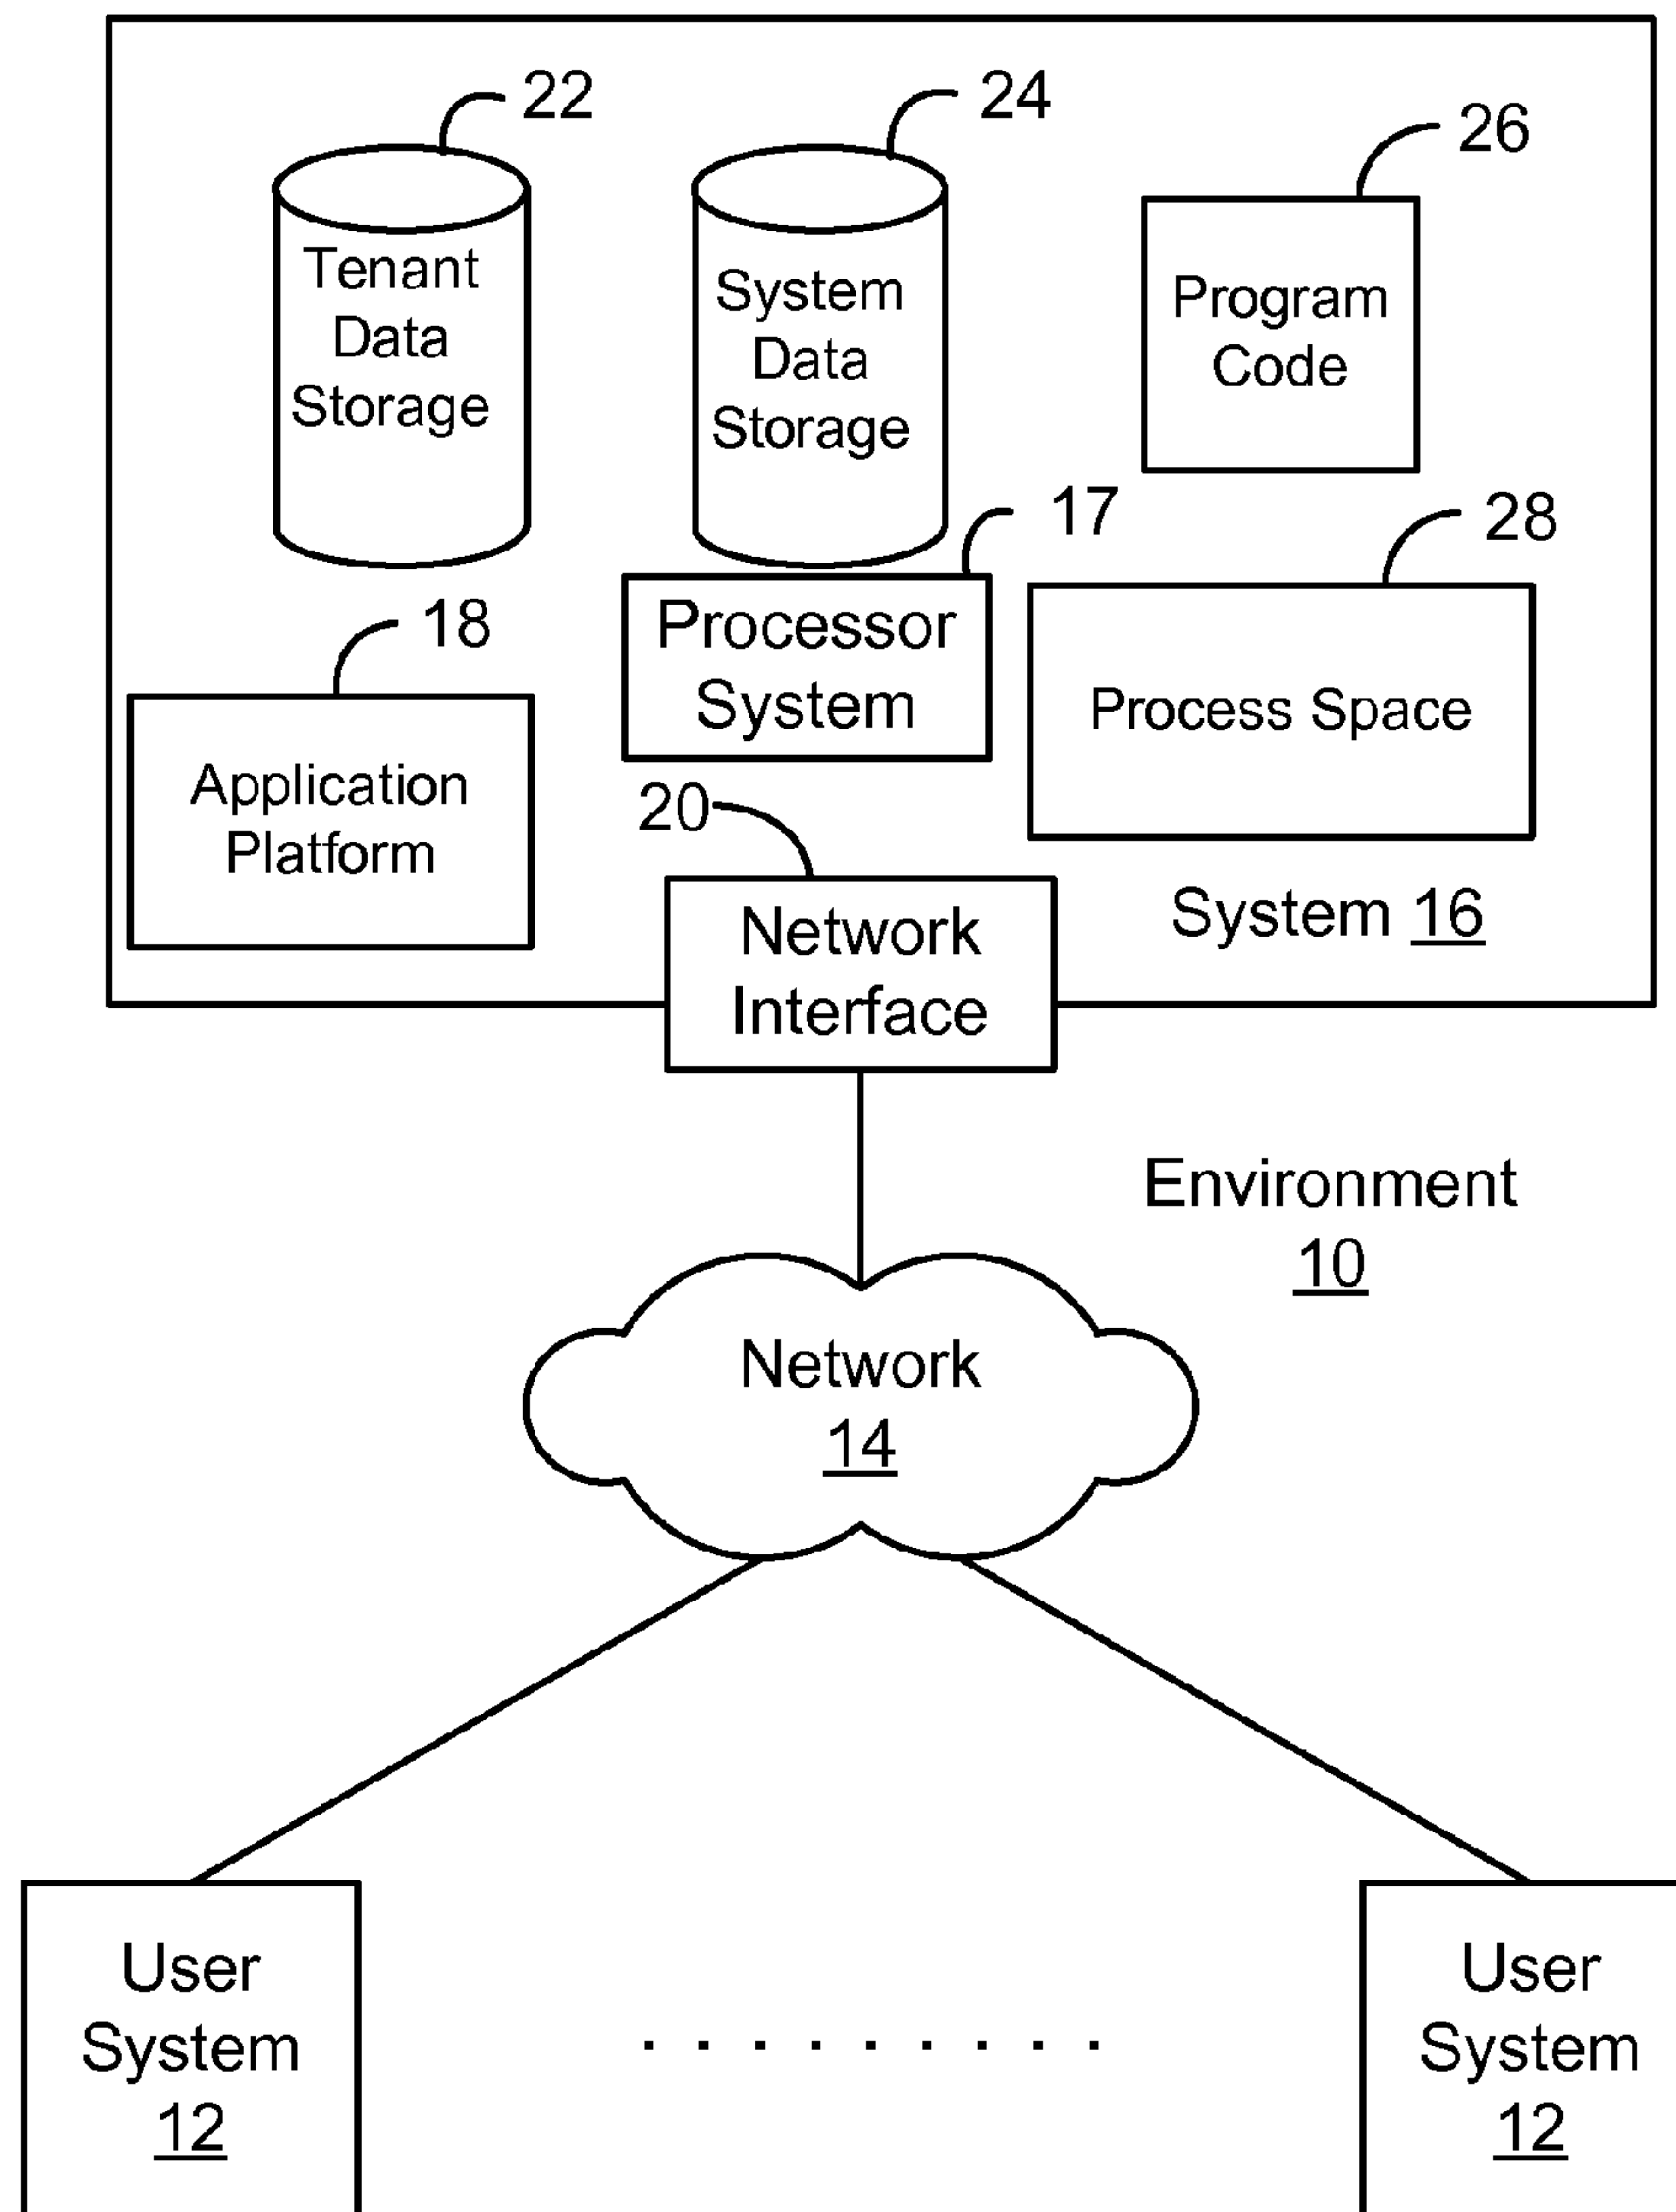 22
24
26
Tenant
Data
Storage
System
Data
Storage
Program
Code
17
28
18
Processor
System
Process Space
Application
Platform
20
Network
Interface
System 16
Environment
10
Network
14
User
System
12
. . . . . . . . .
User
System
12